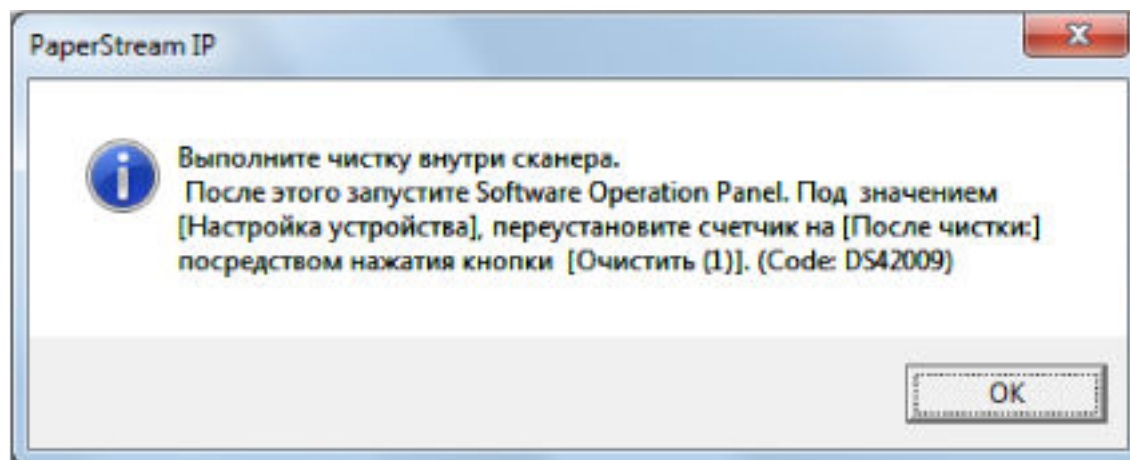 PaperStream IP
Выполните чистку внутри сканера.
После этого запустите Software Operation Panel. Под значением
[Настройка устройства], переустановите счетчик на [После чистки:]
посредством нажатия кнопки [Очистить (1)]. (Code: DS42009)
OK